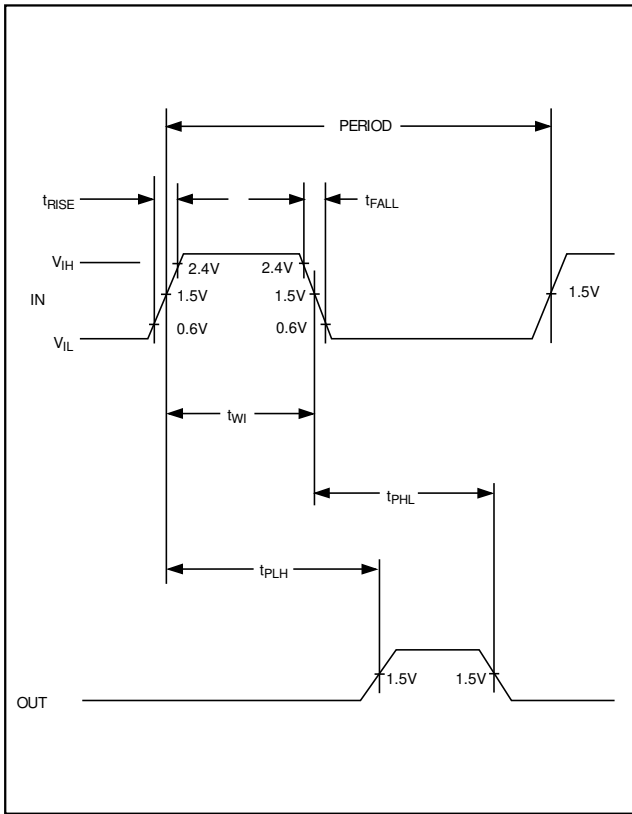 PERIOD
tRISE
tFALL
VIH
2.4V
2.4V
IN
1.5V
1.5V
1.5V
0.6V
0.6V
VIL
tWI
tPHL
tPLH
1.5V
1.5V
OUT